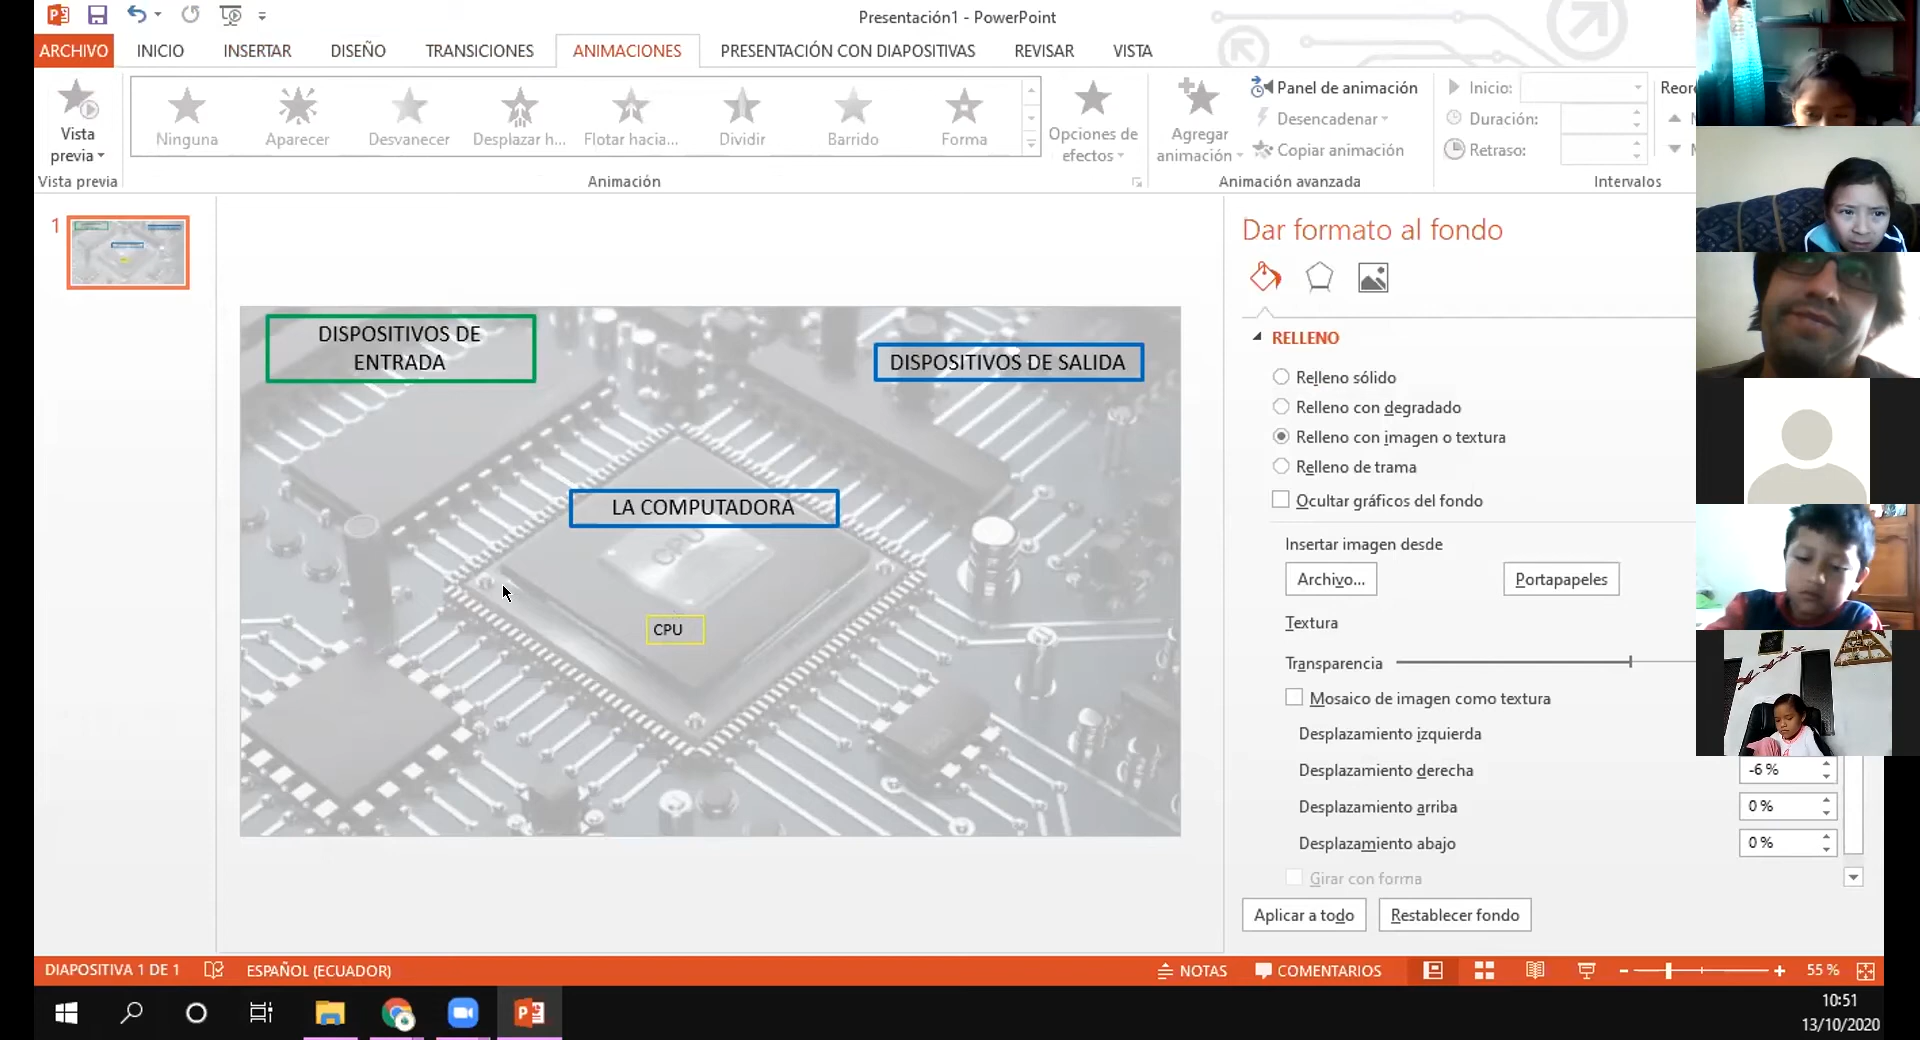 Presentación1 - PowerPoint
ARCHIVO INICIO INSERTAR DISEÑO TRANSICIONES ANIMACIONES PRESENTACIÓN CON DIAPOSITIVAS REVISAR VISTA
Vista previa
Ninguna Aparecer Desvanecer Desplazar h... Flotar hacia... Dividir Barrido Forma
Opciones de efectos
Agregar animación
Panel de animación
Desencadenar
Copiar animación
Inicio:
Duración:
Retraso:
Vista previa Animación Animación avanzada Intervalos
1
DISPOSITIVOS DE
ENTRADA
DISPOSITIVOS DE SALIDA
LA COMPUTADORA
CPU
CPU
Dar formato al fondo
RELLENO
Relleno sólido
Relleno con degradado
Relleno con imagen o textura
Relleno de trama
Ocultar gráficos del fondo
Insertar imagen desde
Archivo... Portapapeles
Textura
Transparencia
Mosaico de imagen como textura
Desplazamiento izquierda
Desplazamiento derecha -6 %
Desplazamiento arriba 0 %
Desplazamiento abajo 0 %
Girar con forma
Aplicar a todo Restablecer fondo
DIAPOSITIVA 1 DE 1 ESPAÑOL (ECUADOR) NOTAS COMENTARIOS 55 %
10:51
13/10/2020